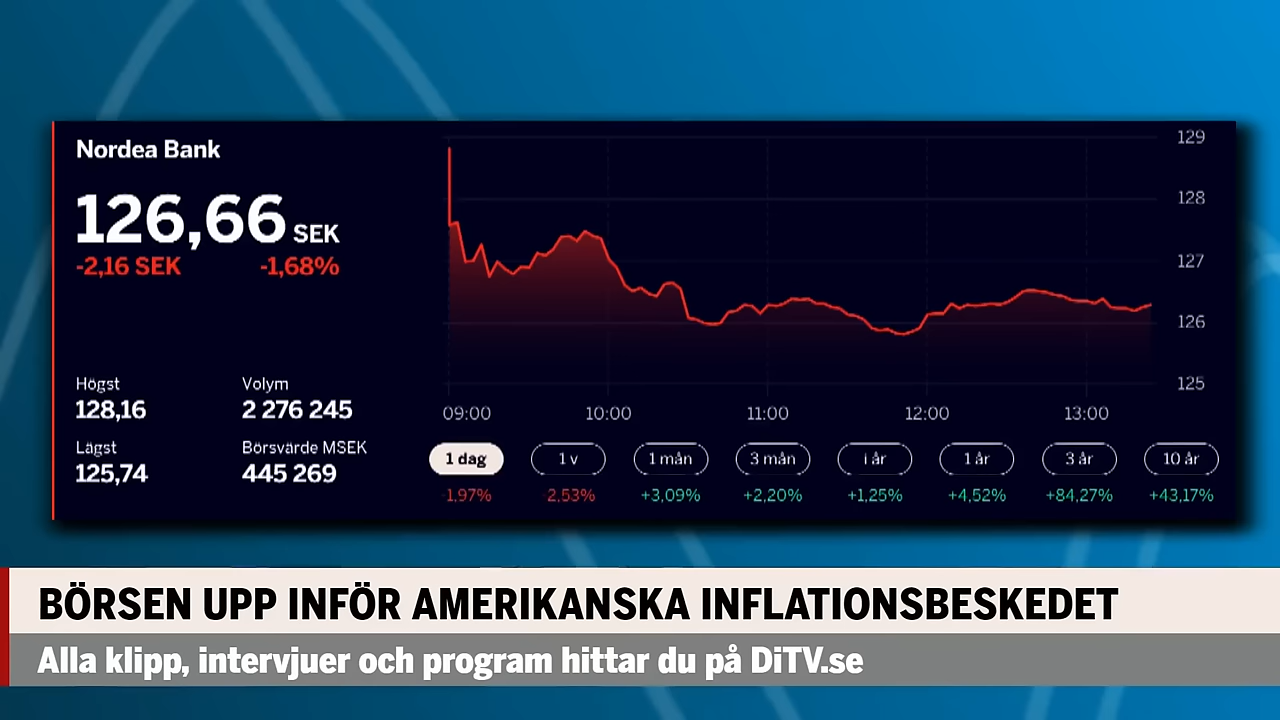 Nordea Bank
126,66 SEK
-2,16 SEK -1,68%
Högst Volym
128,16 2 276 245
Lägst Börsvärde MSEK
125,74 445 269
129
128
127
126
125
09:00 10:00 11:00 12:00 13:00
1 dag 1 v 1 mån 3 mån i år 1 år 3 år 10 år
-1,97% -2,53% +3,09% +2,20% +1,25% +4,52% +84,27% +43,17%
BÖRSEN UPP INFÖR AMERIKANSKA INFLATIONSBESKEDET
Alla klipp, intervjuer och program hittar du på DiTV.se